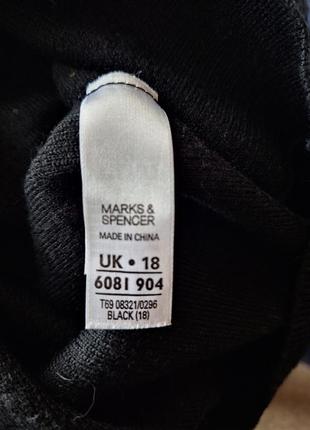 MARKS &
SPENCER
MADE IN CHINA
UK • 18
6081 904
T69 08321/0296
BLACK (18)